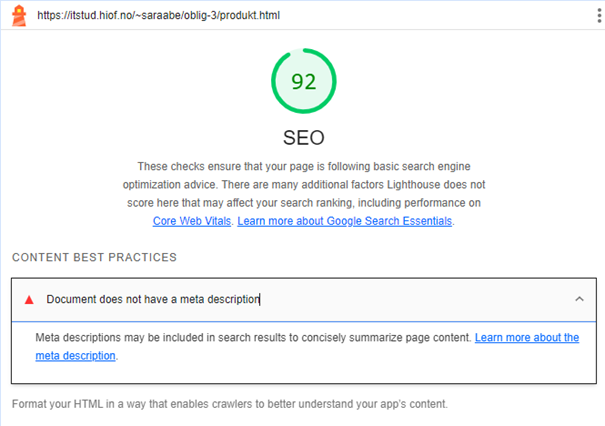 https://itstud.hiof.no/~saraabe/oblig-3/produkt.html
92
SEO
These checks ensure that your page is following basic search engine
optimization advice. There are many additional factors Lighthouse does not
score here that may affect your search ranking, including performance on
Core Web Vitals. Learn more about Google Search Essentials.
CONTENT BEST PRACTICES
Document does not have a meta description
Meta descriptions may be included in search results to concisely summarize page content. Learn more about the
meta description.
Format your HTML in a way that enables crawlers to better understand your app's content.